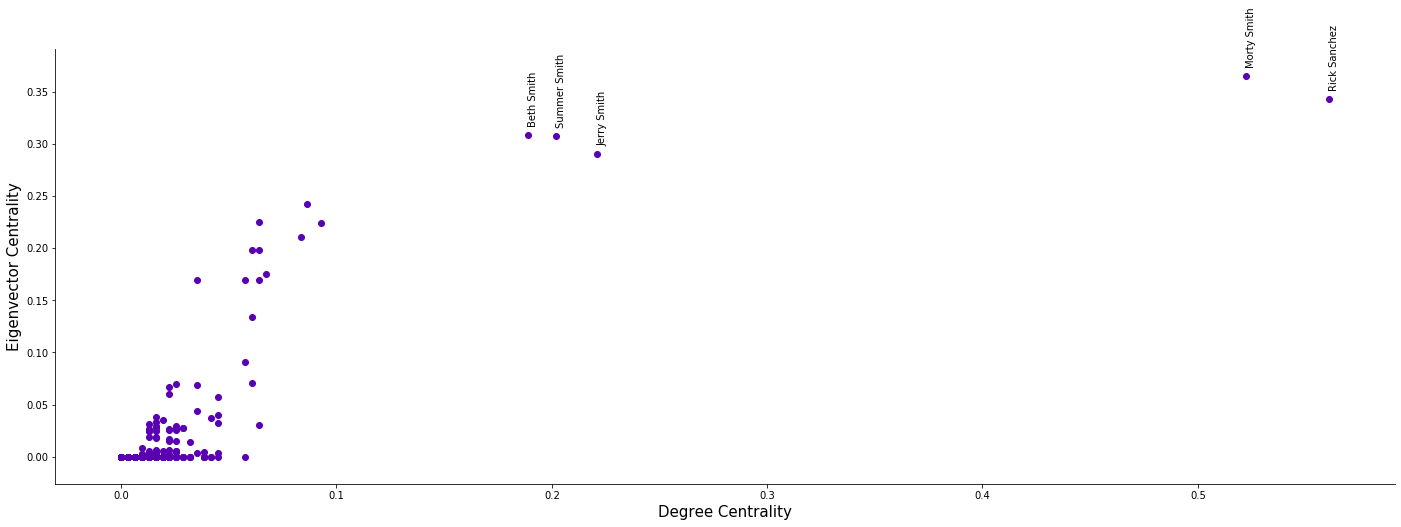 Morty Smith
Rick Sanchez
Beth Smith
Summer Smith
Jerry Smith
Eigenvector Centrality
0.35
0.30
0.25
0.20
0.15
0.10
0.05
0.00
0.0
0.1
0.2
0.3
0.4
0.5
Degree Centrality